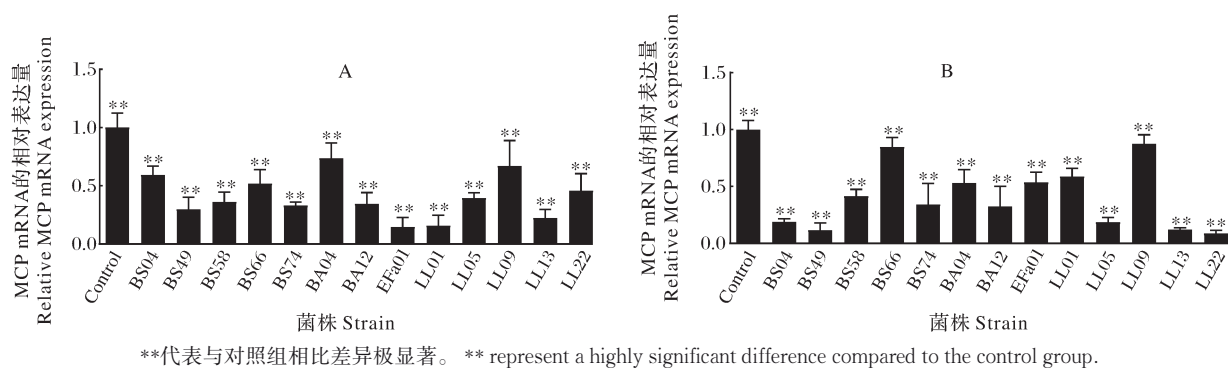 A
MCP mRNA的相对表达量
Relative MCP mRNA expression
1.5
1.0
0.5
0.0
** ** ** ** ** ** ** ** ** ** ** ** ** **
Control BS04 BS49 BS58 BS66 BS74 BA04 BA12 EFa01 LL01 LL05 LL09 LL13 LL22
菌株 Strain
B
MCP mRNA的相对表达量
Relative MCP mRNA expression
1.5
1.0
0.5
0.0
** ** ** ** ** ** ** ** ** ** ** ** ** **
Control BS04 BS49 BS58 BS66 BS74 BA04 BA12 EFa01 LL01 LL05 LL09 LL13 LL22
菌株 Strain
**代表与对照组相比差异极显著。 ** represent a highly significant difference compared to the control group.